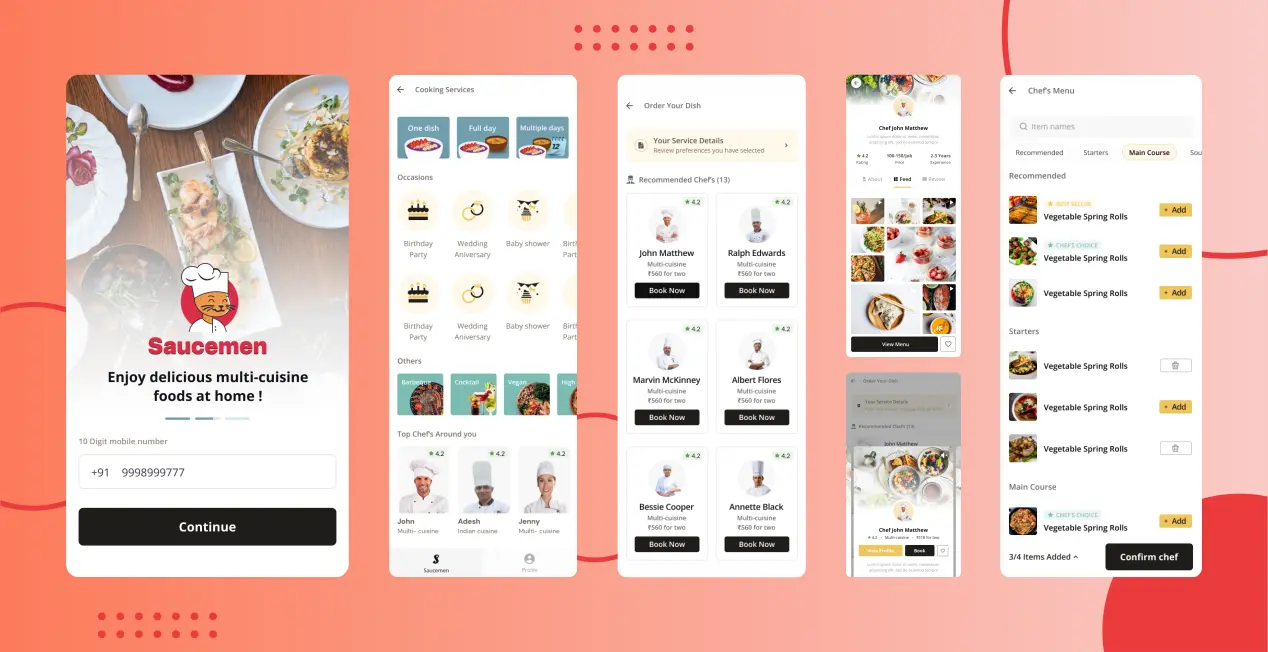 Saucemen
Enjoy delicious multi-cuisine
foods at home !
10 Digit mobile number
+91 9998999777
Continue
Cooking Services
One dish
Full day
Multiple days
12
Occasions
Birthday
Party
Wedding
Aniversary
Baby shower
Birth
Part
Birthday
Party
Wedding
Aniversary
Baby shower
Birth
Part
Others
Barbeque
Cocktail
Vegan
High
Top Chef's Around you
4.2
4.2
4.2
John
Multi- cuisine
Adesh
Indian cuisine
Jenny
Multi- cuisine
S
Saucemen
Profile
Order Your Dish
Your Service Details
Review preferences you have selected
Recommended Chef's (13)
4.2
John Matthew
Multi-cuisine
₹560 for two
Book Now
4.2
Ralph Edwards
Multi-cuisine
₹560 for two
Book Now
4.2
Marvin McKinney
Multi-cuisine
₹560 for two
Book Now
4.2
Albert Flores
Multi-cuisine
₹560 for two
Book Now
4.2
Bessie Cooper
Multi-cuisine
₹560 for two
Book Now
4.2
Annette Black
Multi-cuisine
₹560 for two
Book Now
Chef John Matthew
4.2
Rating
100-150/Job
Price
2-3 Years
Experience
About
Feed
Review
View Menu
Order Your Dish
Your Service Details
Recommended Chef's (13)
John Matthew
Chef John Matthew
4.2 • Multi-cuisine • ₹510 for two
View Profile
Book
Chef's Menu
Item names
Recommended
Starters
Main Course
Sou
Recommended
BEST SELLER
Vegetable Spring Rolls
+ Add
CHEF'S CHOICE
Vegetable Spring Rolls
+ Add
Vegetable Spring Rolls
+ Add
Starters
Vegetable Spring Rolls
Vegetable Spring Rolls
+ Add
Vegetable Spring Rolls
Main Course
CHEF'S CHOICE
Vegetable Spring Rolls
+ Add
3/4 Items Added
Confirm chef